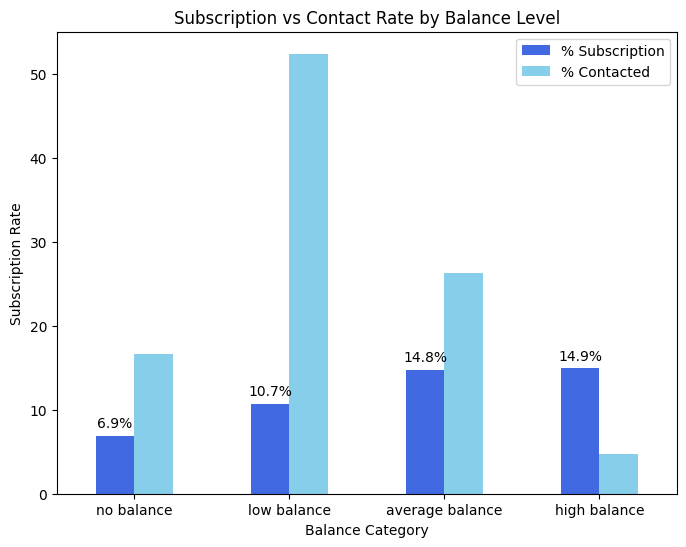 Subscription vs Contact Rate by Balance Level
% Subscription
% Contacted
Subscription Rate
50
40
30
20
10
0
6.9%
10.7%
14.8%
14.9%
no balance
low balance
average balance
high balance
Balance Category